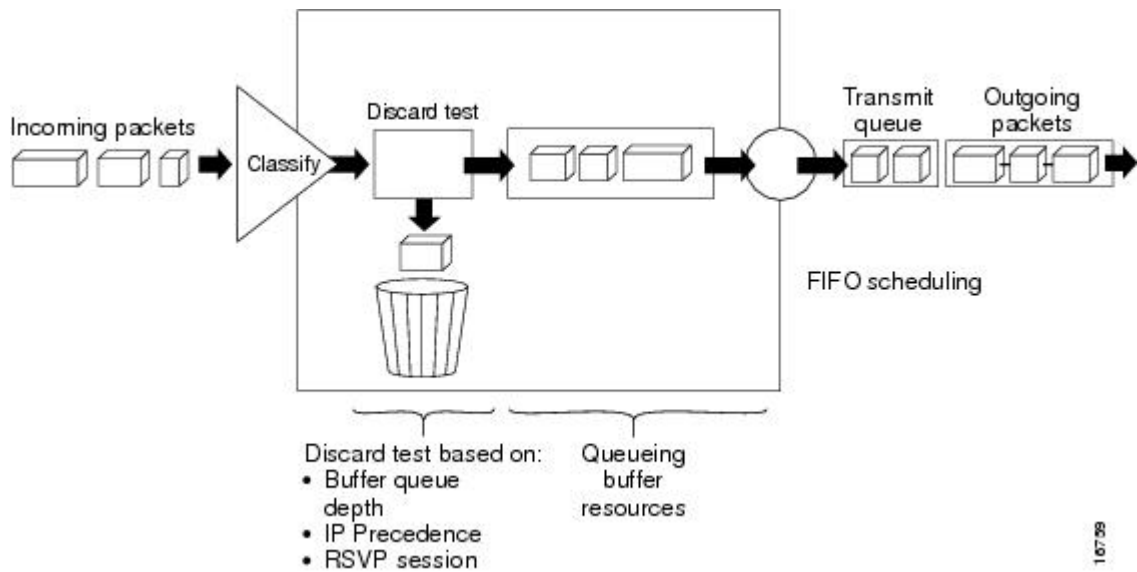 Incoming packets
Classify
Discard test
Transmit
queue
Outgoing
packets
FIFO scheduling
Discard test based on:
• Buffer queue
depth
• IP Precedence
• RSVP session
Queueing
buffer
resources
16759